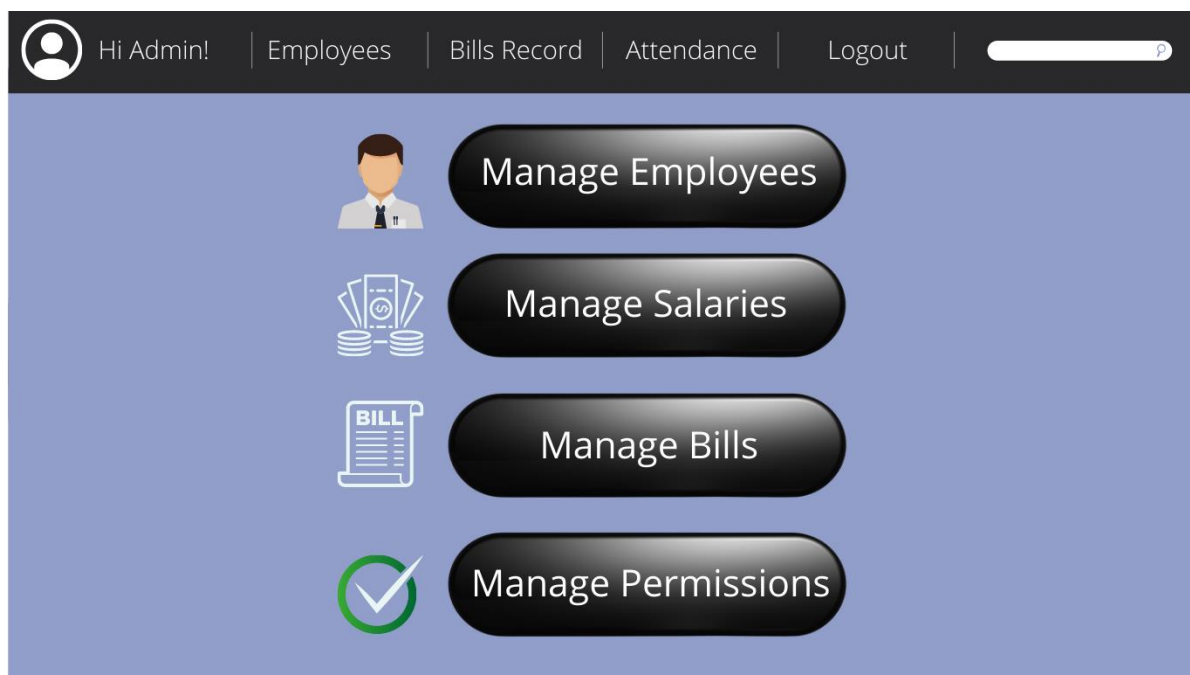 Hi Admin!
Employees
Bills Record
Attendance
Logout
Manage Employees
$
Manage Salaries
BILL
Manage Bills
Manage Permissions